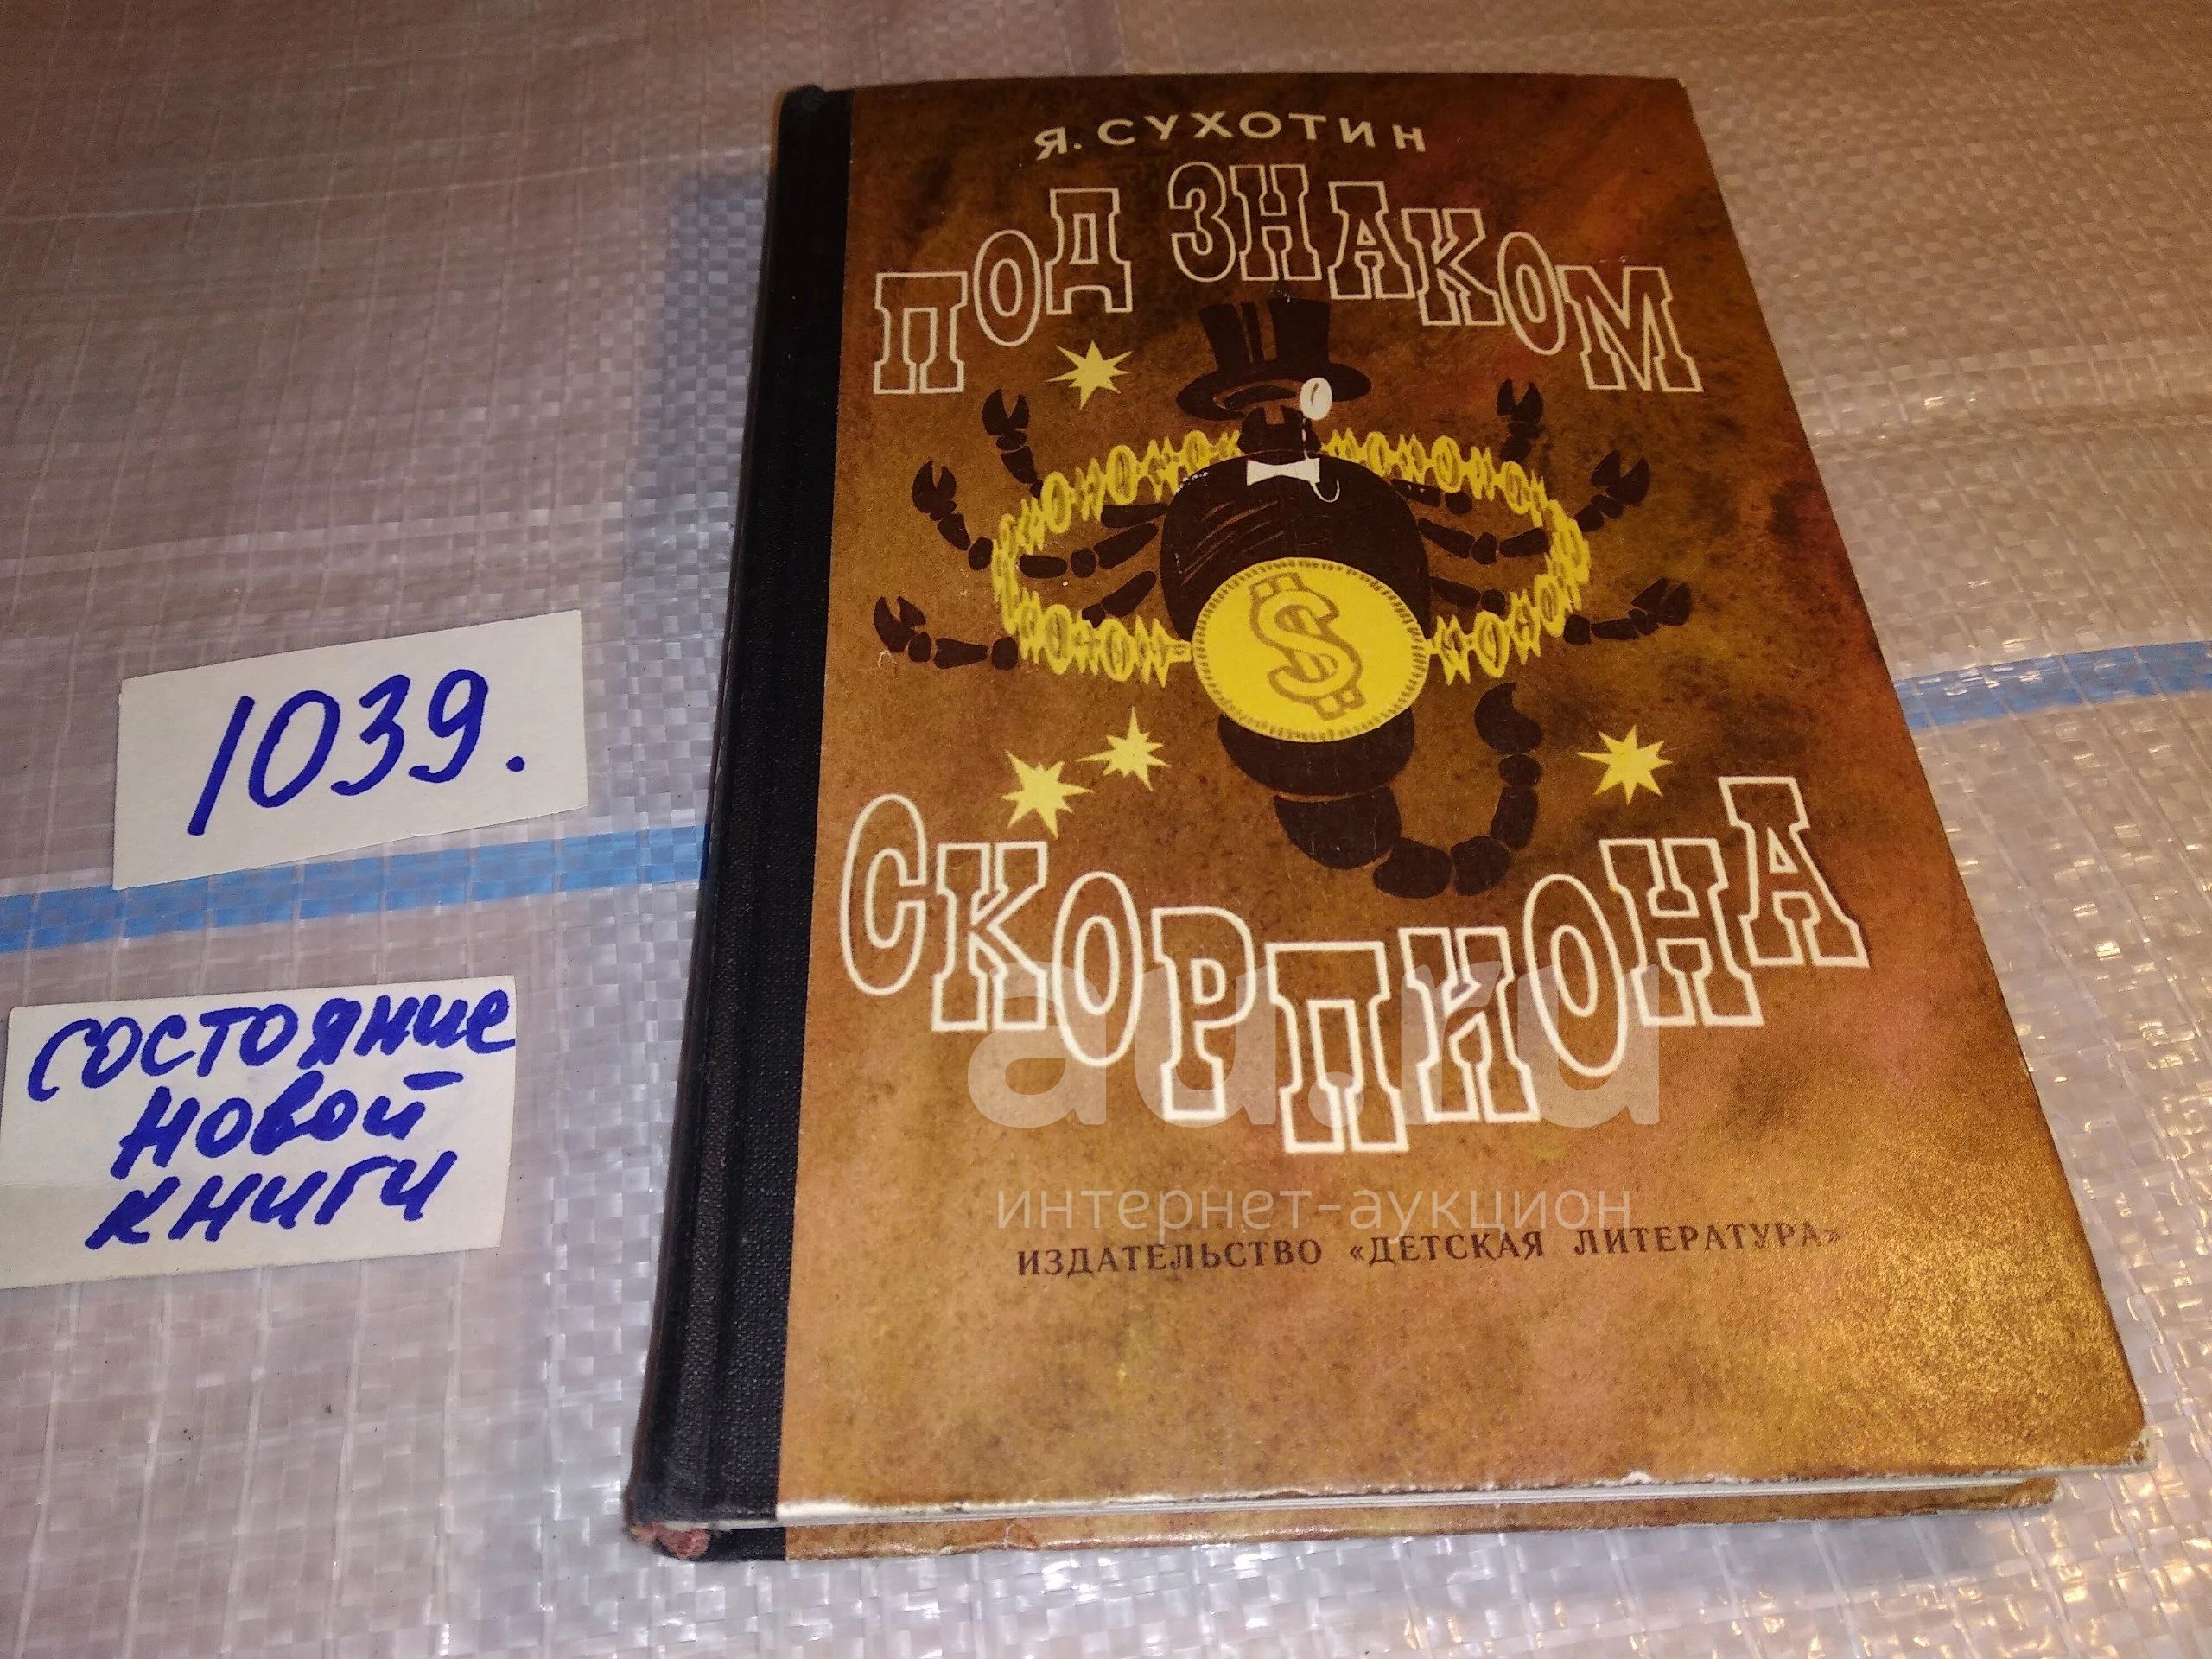 Я. СУХОТИН
ПОД ЗНАКОМ
$
СКОРПИОНА
au.ru
интернет-аукцион
ИЗДАТЕЛЬСТВО «ДЕТСКАЯ ЛИТЕРАТУРА»
1039.
состояние
новой
книги